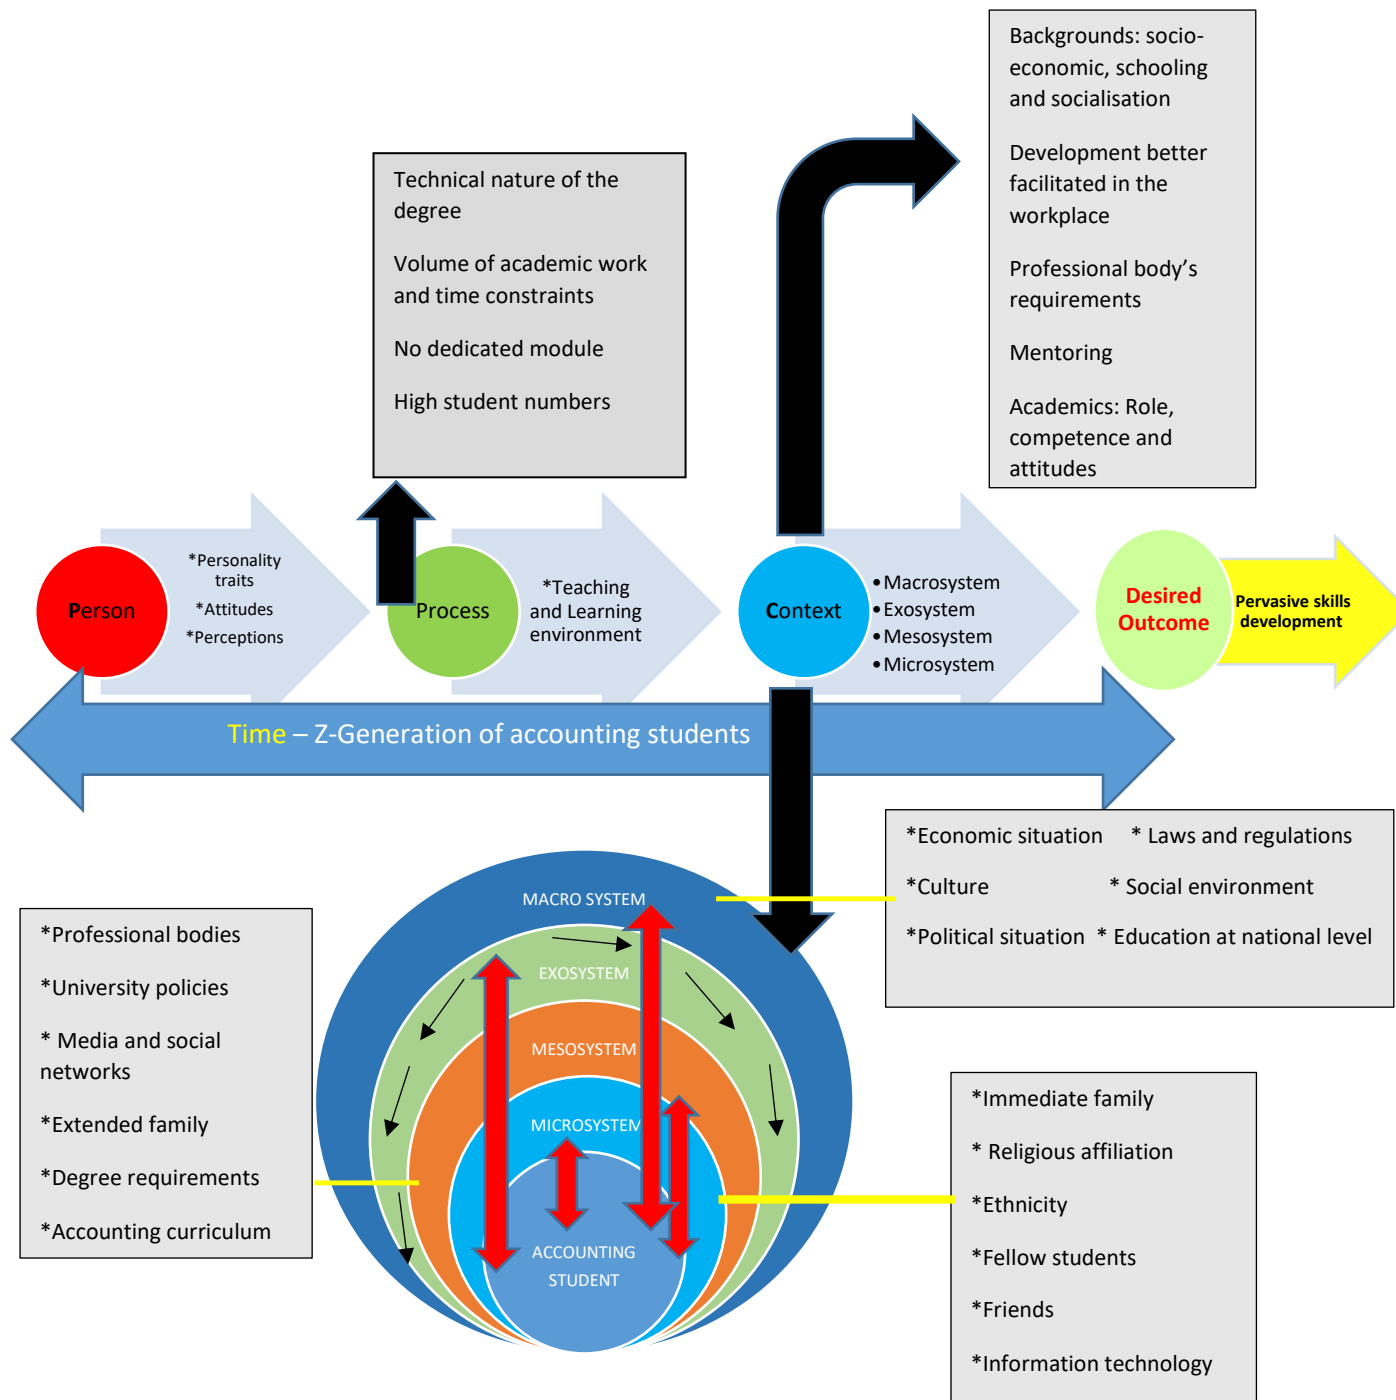 Backgrounds: socio-
economic, schooling
and socialisation
Development better
facilitated in the
workplace
Professional body’s
requirements
Mentoring
Academics: Role,
competence and
attitudes
Technical nature of the
degree
Volume of academic work
and time constraints
No dedicated module
High student numbers
Person
*Personality
traits
*Attitudes
*Perceptions
Process
*Teaching
and Learning
environment
Context
•Macrosystem
•Exosystem
•Mesosystem
•Microsystem
Desired
Outcome
Pervasive skills
development
Time – Z-Generation of accounting students
*Economic situation * Laws and regulations
*Culture * Social environment
*Political situation * Education at national level
MACRO SYSTEM
EXOSYSTEM
MESOSYSTEM
MICROSYSTEM
ACCOUNTING
STUDENT
*Professional bodies
*University policies
* Media and social
networks
*Extended family
*Degree requirements
*Accounting curriculum
*Immediate family
* Religious affiliation
*Ethnicity
*Fellow students
*Friends
*Information technology